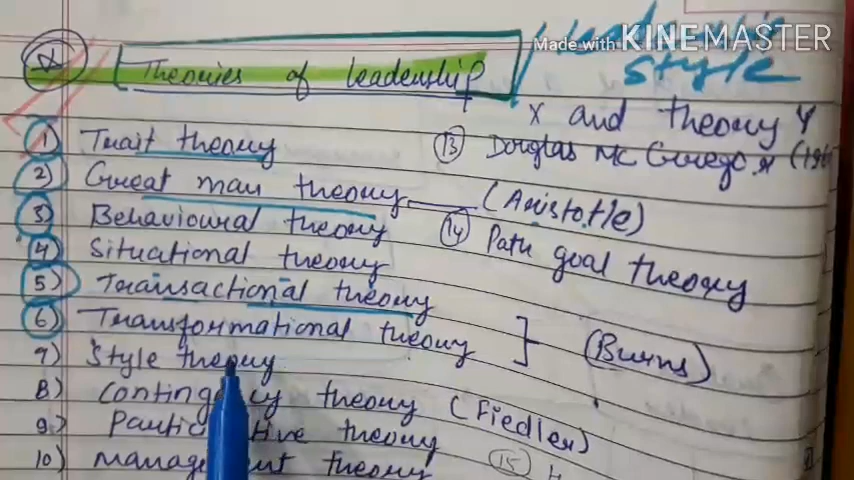 Made with KINEMASTER
leadership
style
Theories of leadership
X and theory Y
1) Trait theory
13 Douglas Mc Gregor (196
2) Great man theory (Aristotle)
3) Behavioural theory
14 Path goal theory
4) Situational theory
5) Transactional theory
6) Transformational theory (Burns)
7) Style theory
8) Contingency theory (Fiedler)
9) theory
10) theory
15